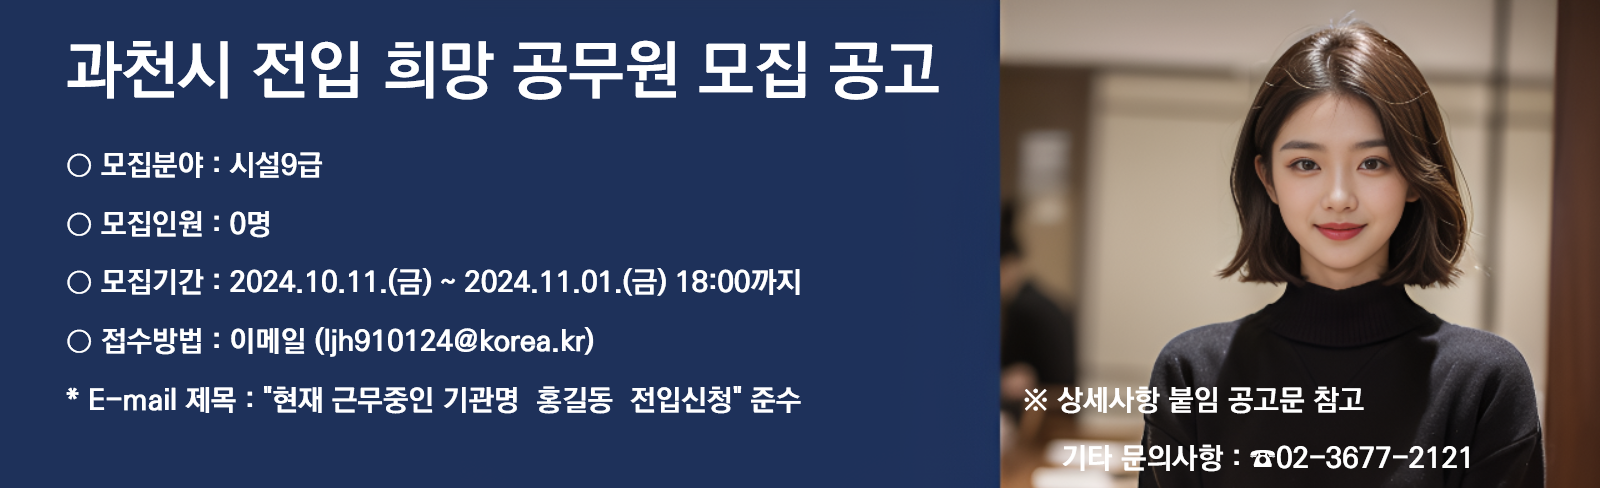 과천시 전입 희망 공무원 모집 공고
○ 모집분야 : 시설9급
○ 모집인원 : 0명
○ 모집기간 : 2024.10.11.(금) ~ 2024.11.01.(금) 18:00까지
○ 접수방법 : 이메일 (ljh910124@korea.kr)
* E-mail 제목 : "현재 근무중인 기관명  홍길동  전입신청" 준수
※ 상세사항 붙임 공고문 참고
기타 문의사항 : ☎02-3677-2121